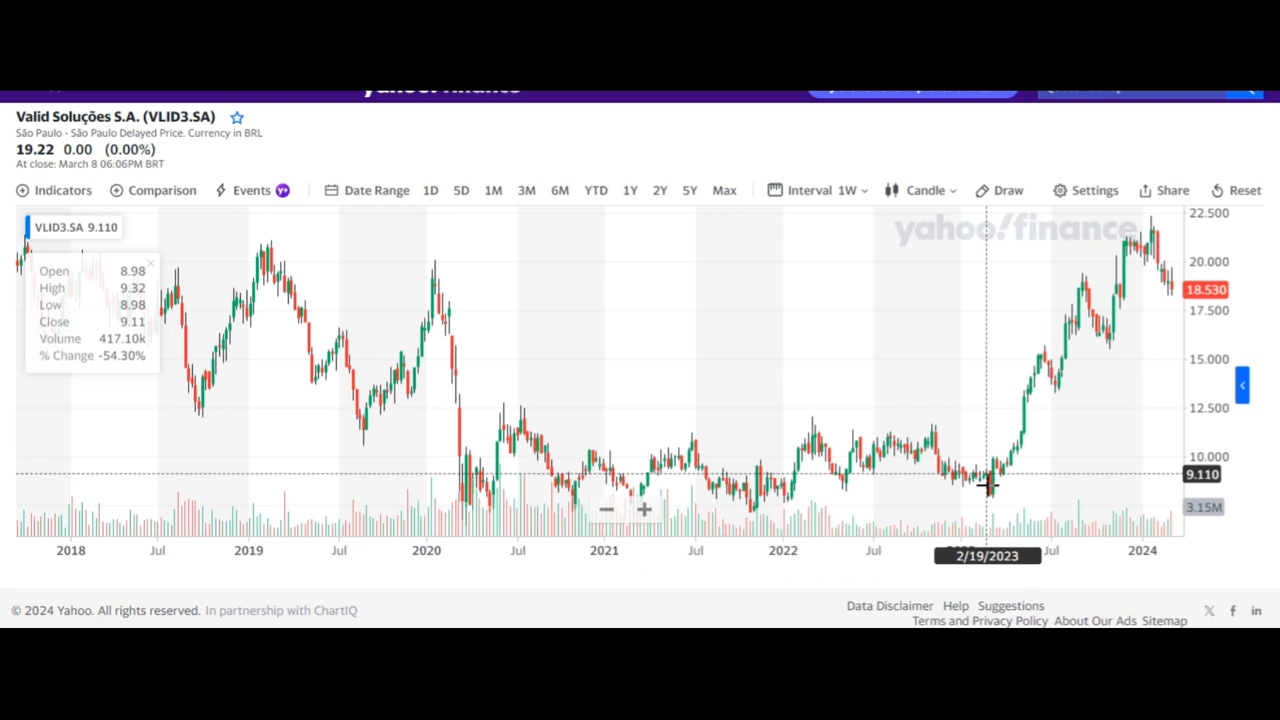 Valid Soluções S.A. (VLID3.SA)
São Paulo - São Paulo Delayed Price. Currency in BRL
19.22 0.00 (0.00%)
At close: March 8 06:06PM BRT
Indicators Comparison Events Y+ Date Range 1D 5D 1M 3M 6M YTD 1Y 2Y 5Y Max Interval 1W Candle Draw Settings Share Reset
VLID3.SA 9.110
yahoo!finance
Open 8.98
High 9.32
Low 8.98
Close 9.11
Volume 417.10k
% Change -54.30%
22.500
20.000
18.530
17.500
15.000
12.500
10.000
9.110
3.15M
2018 Jul 2019 Jul 2020 Jul 2021 Jul 2022 Jul Jul 2024
2/19/2023
© 2024 Yahoo. All rights reserved. In partnership with ChartIQ
Data Disclaimer Help Suggestions
Terms and Privacy Policy About Our Ads Sitemap